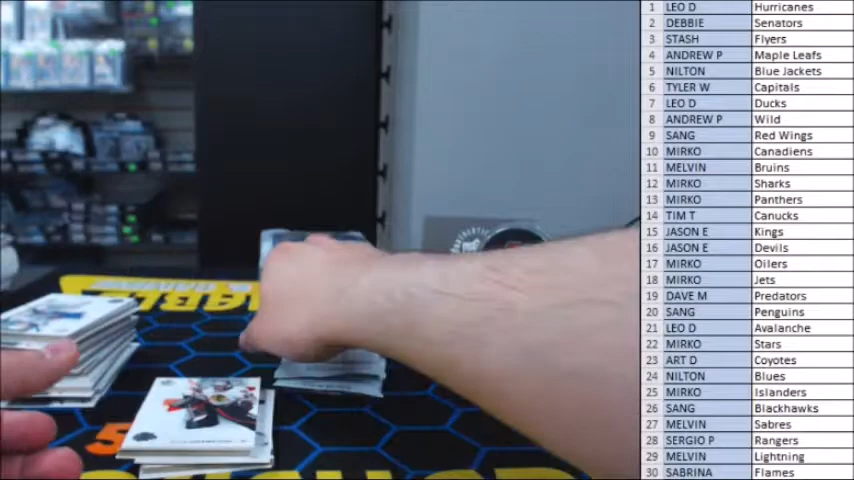 1 LEO D Hurricanes
2 DEBBIE Senators
3 STASH Flyers
4 ANDREW P Maple Leafs
5 NILTON Blue Jackets
6 TYLER W Capitals
7 LEO D Ducks
8 ANDREW P Wild
9 SANG Red Wings
10 MIRKO Canadiens
11 MELVIN Bruins
12 MIRKO Sharks
13 MIRKO Panthers
14 TIM T Canucks
15 JASON E Kings
16 JASON E Devils
17 MIRKO Oilers
18 MIRKO Jets
19 DAVE M Predators
20 SANG Penguins
21 LEO D Avalanche
22 MIRKO Stars
23 ART D Coyotes
24 NILTON Blues
25 MIRKO Islanders
26 SANG Blackhawks
27 MELVIN Sabres
28 SERGIO P Rangers
29 MELVIN Lightning
30 SABRINA Flames